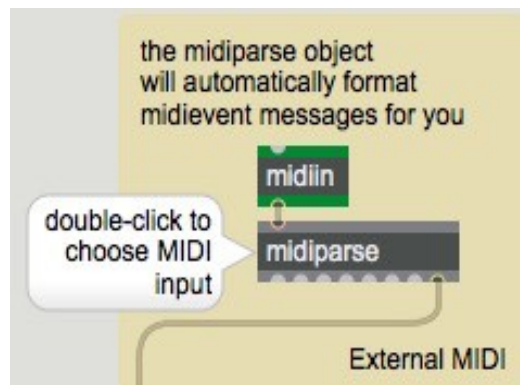 the midiparse object
will automatically format
midievent messages for you
midiin
double-click to
choose MIDI
input
midiparse
External MIDI